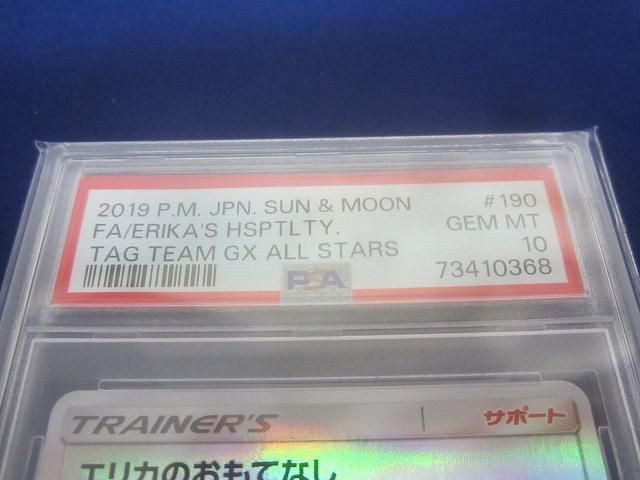 2019 P.M. JPN. SUN & MOON #190
FA/ERIKA'S HSPTLTY. GEM MT
TAG TEAM GX ALL STARS 10
PSA 73410368
TRAINER'S サポート
エリカのおもてなし